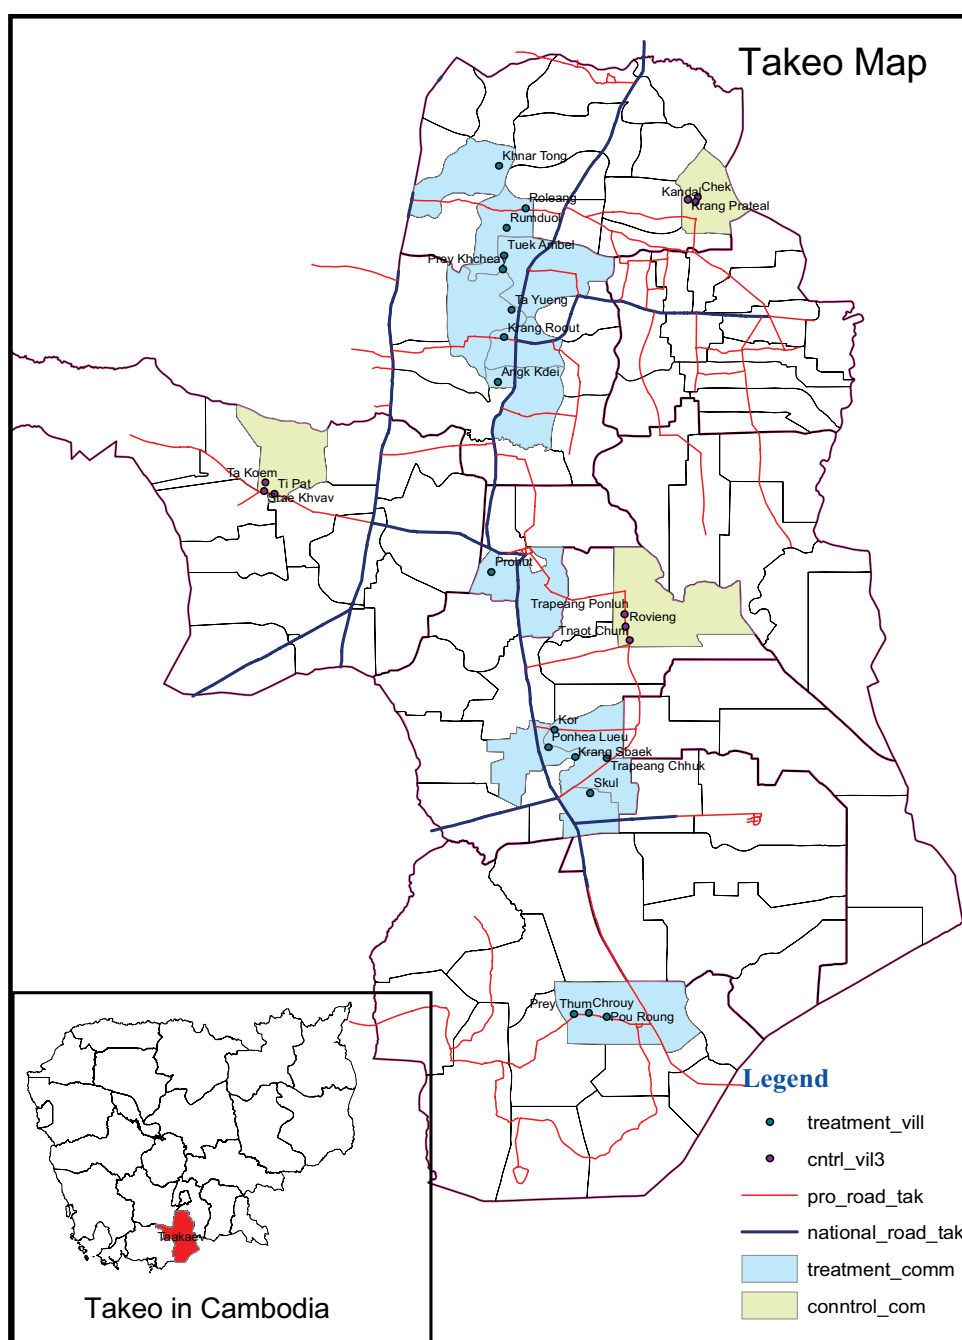 Takeo Map
Khnar Tong
Chek
Kandal
Krang Prateal
Roleang
Rumduol
Tuek Ambel
Prey Khcheay
Ta Yueng
Krang Roout
Angk Kdei
Ta Koem
Ti Pat
Srae Khvav
Prohut
Trapeang Ponluh
Rovieng
Tnaot Chum
Kor
Ponhea Lueu
Krang Sbaek
Trapeang Chhuk
Skul
Prey Thum
Chrouy
Pou Roung
Legend
treatment_vill
cntrl_vil3
pro_road_tak
national_road_tak
treatment_comm
conntrol_com
Taakaev
Takeo in Cambodia